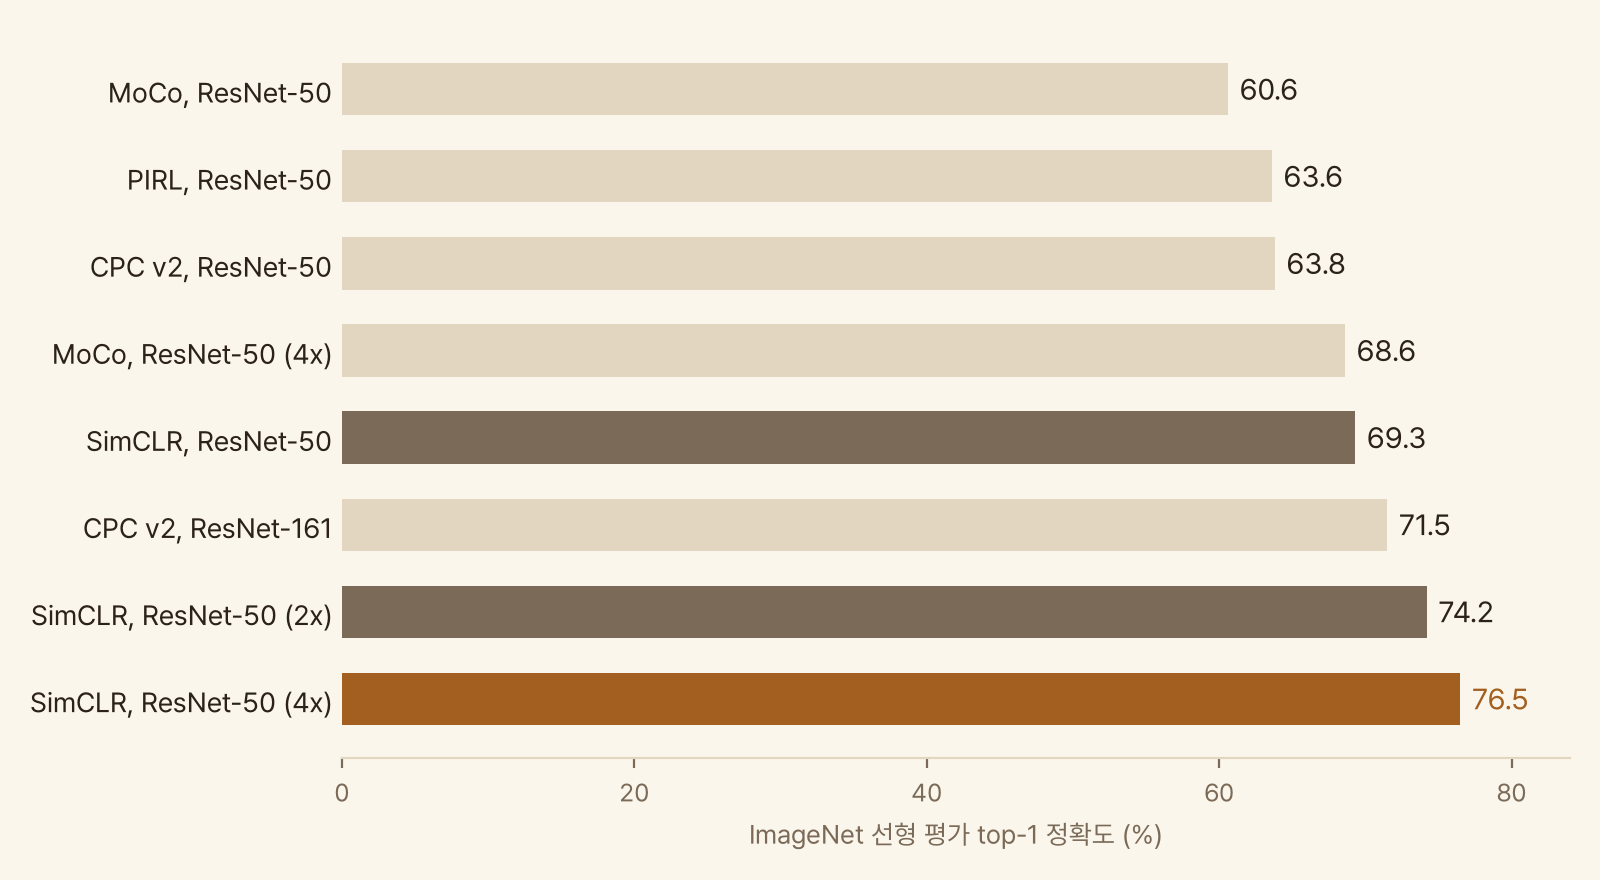 MoCo, ResNet-50 60.6
PIRL, ResNet-50 63.6
CPC v2, ResNet-50 63.8
MoCo, ResNet-50 (4x) 68.6
SimCLR, ResNet-50 69.3
CPC v2, ResNet-161 71.5
SimCLR, ResNet-50 (2x) 74.2
SimCLR, ResNet-50 (4x) 76.5
0 20 40 60 80
ImageNet 선형 평가 top-1 정확도 (%)